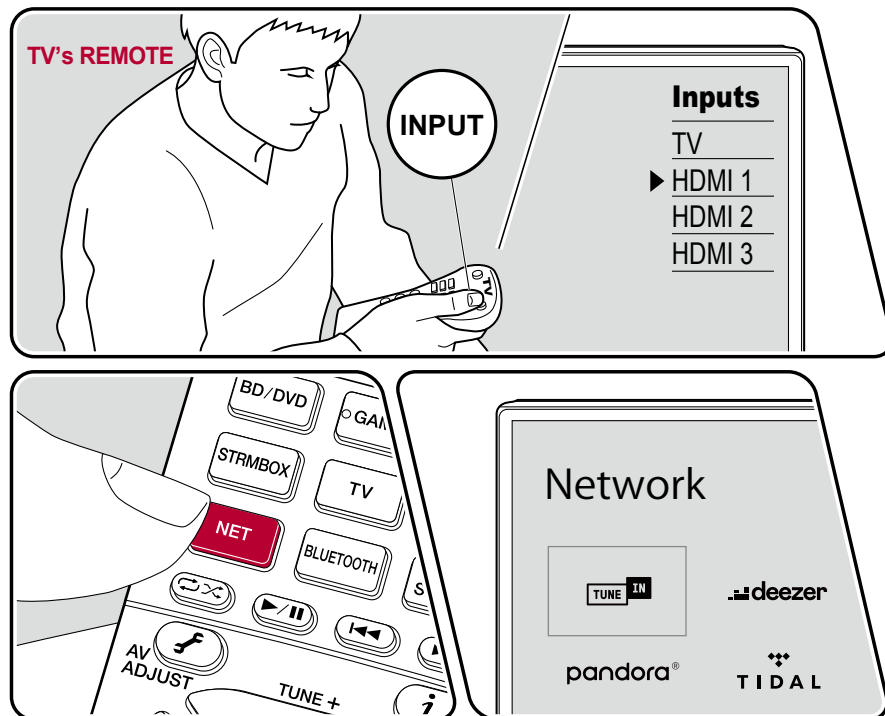 TV's REMOTE
INPUT
TV
Inputs
TV
HDMI 1
HDMI 2
HDMI 3
BD/DVD
STRMBOX
TV
NET
BLUETOOTH
AV
ADJUST
TUNE +
i
Network
TUNE IN
deezer
pandora®
TIDAL